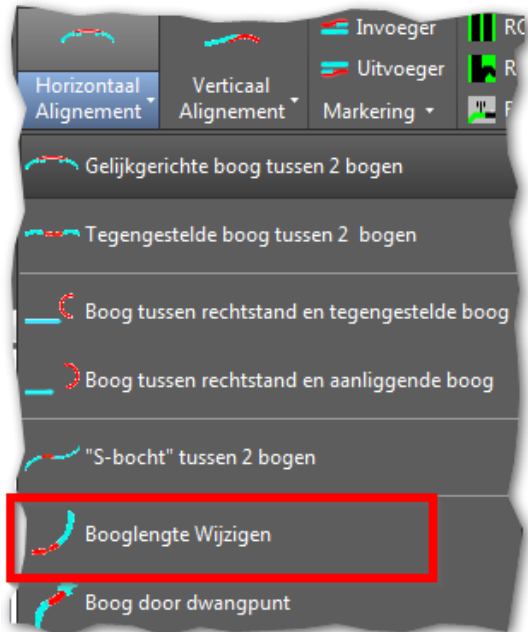 Invoeger
RO
Uitvoeger
R
Horizontaal
Alignement
Verticaal
Alignement
Markering
Gelijkgerichte boog tussen 2 bogen
Tegengestelde boog tussen 2 bogen
Boog tussen rechtstand en tegengestelde boog
Boog tussen rechtstand en aanliggende boog
"S-bocht" tussen 2 bogen
Booglengte Wijzigen
Boog door dwangpunt